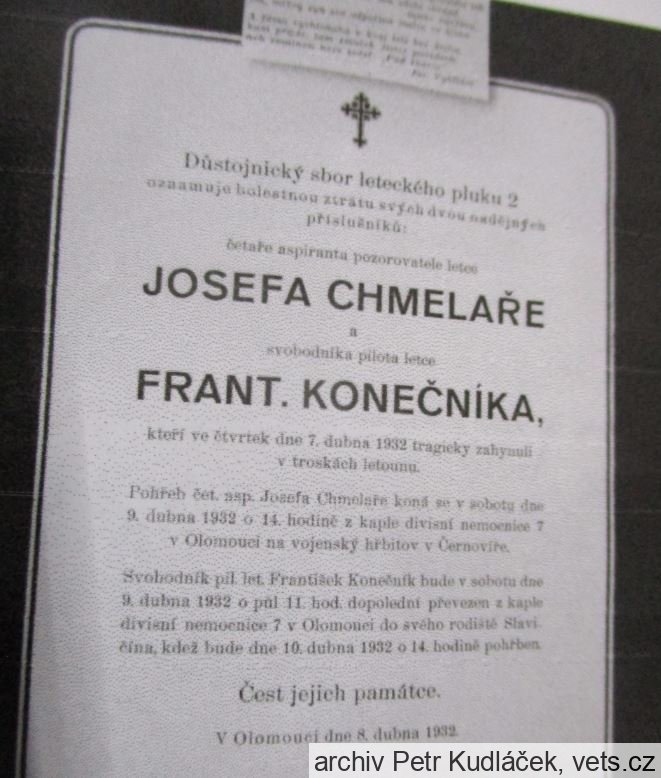 A
Důstojnický sbor leteckého pluku 2
oznamuje bolestnou ztrátu svých dvou nadějných
příslušníků:
četaře aspiranta pozorovatele letce
JOSEFA CHMELAŘE
a
svobodníka pilota letce
FRANT. KONEČNÍKA,
kteří ve čtvrtek dne 7. dubna 1932 tragicky zahynuli
v troskách letounu.
Pohřeb čet. asp. Josefa Chmelaře koná se v sobotu dne
9. dubna 1932 o 14. hodině z kaple divisní nemocnice 7
v Olomouci na vojenský hřbitov v Černovíře.
Svobodník pil. let. František Konečník bude v sobotu dne
9. dubna 1932 o půl 11. hod. dopolední převezen z kaple
divisní nemocnice 7 v Olomouci do svého rodiště Slavi-
čína, kdež bude dne 10. dubna 1932 o 14. hodině pohřben.
Čest jejich památce.
V Olomouci dne 8. dubna 1932.
archiv Petr Kudláček, vets.cz